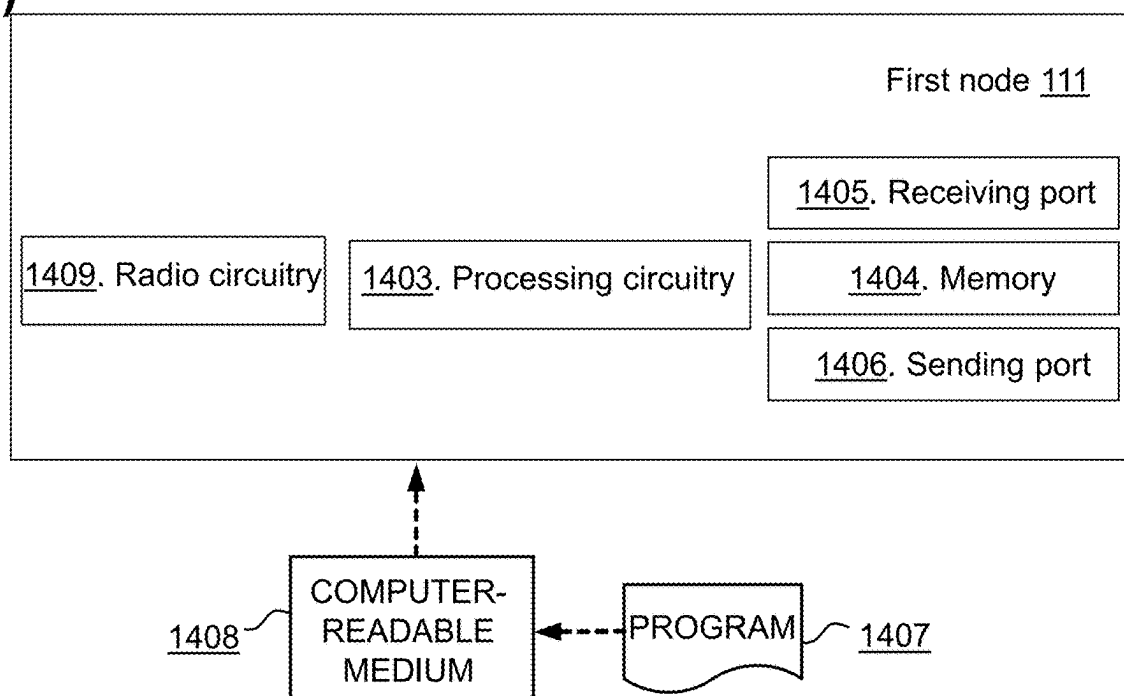 First node 111
1405. Receiving port
1409. Radio circuitry
1403. Processing circuitry
1404. Memory
1406. Sending port
COMPUTER-
READABLE
MEDIUM
1408
PROGRAM
1407